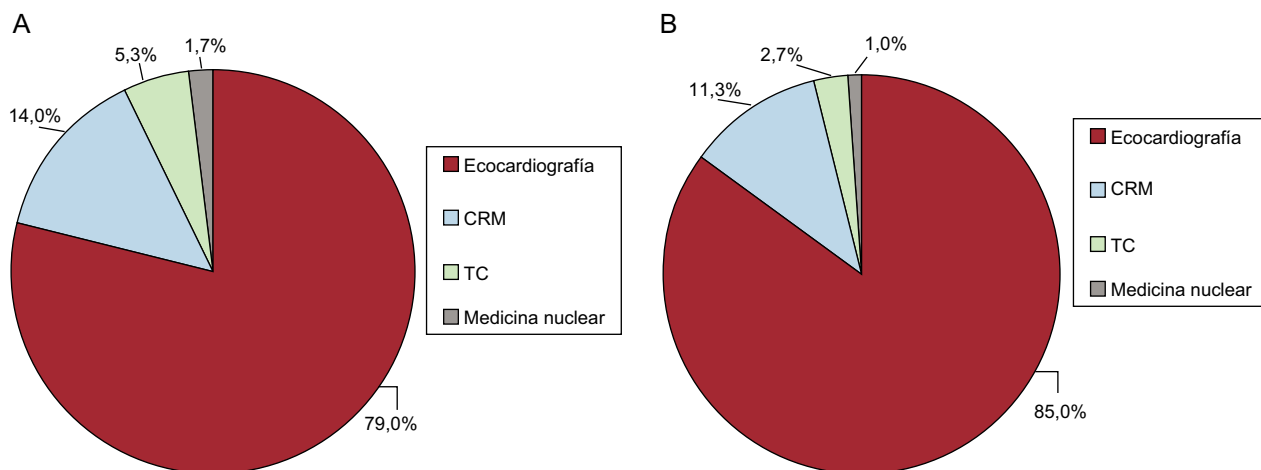 A
5,3%
1,7%
14,0%
79,0%
Ecocardiografía
CRM
TC
Medicina nuclear
B
2,7%
1,0%
11,3%
85,0%
Ecocardiografía
CRM
TC
Medicina nuclear